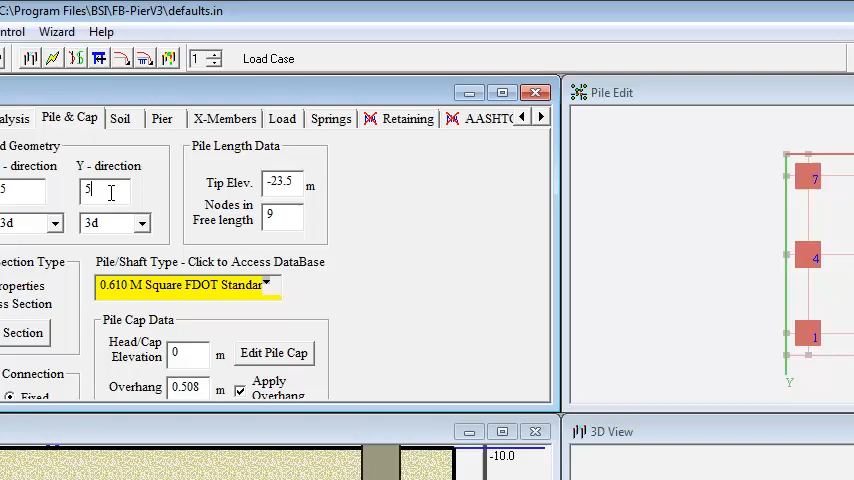 C:\Program Files\BSI\FB-PierV3\defaults.in
ntrol Wizard Help
1 Load Case
Pile Edit
alysis Pile & Cap Soil Pier X-Members Load Springs Retaining AASHTO
d Geometry
- direction Y - direction
5 5
3d 3d
Pile Length Data
Tip Elev. -23.5 m
Nodes in
Free length 9
Section Type
operties
ss Section
Section
Pile/Shaft Type - Click to Access DataBase
0.610 M Square FDOT Standar
Pile Cap Data
Head/Cap
Elevation 0 m Edit Pile Cap
Connection
Fixed
Overhang 0.508 m Apply
Overhang
7
4
1
Y
3D View
-10.0